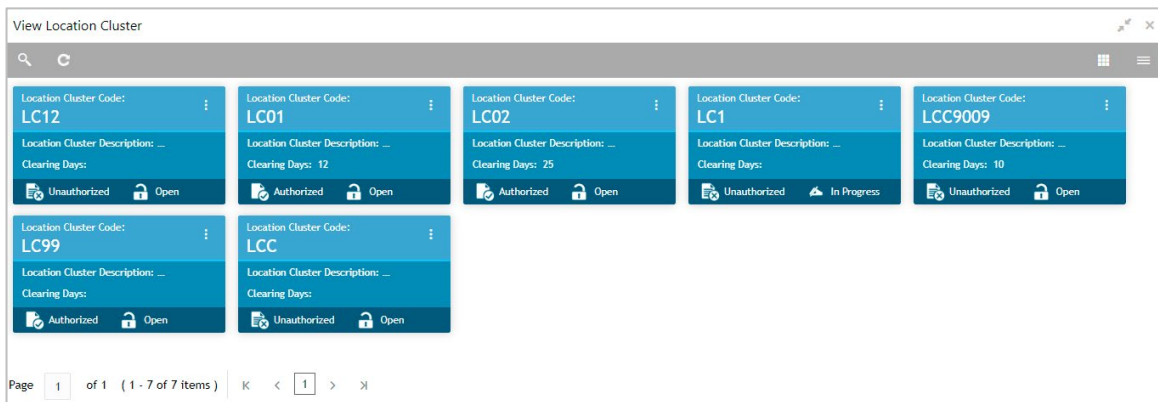 View Location Cluster
Location Cluster Code:
LC12
Location Cluster Description: ...
Clearing Days:
Unauthorized Open
Location Cluster Code:
LC01
Location Cluster Description: ...
Clearing Days: 12
Authorized Open
Location Cluster Code:
LC02
Location Cluster Description: ...
Clearing Days: 25
Authorized Open
Location Cluster Code:
LC1
Location Cluster Description: ...
Clearing Days:
Unauthorized In Progress
Location Cluster Code:
LCC9009
Location Cluster Description: ...
Clearing Days: 10
Unauthorized Open
Location Cluster Code:
LC99
Location Cluster Description: ...
Clearing Days:
Authorized Open
Location Cluster Code:
LCC
Location Cluster Description: ...
Clearing Days:
Unauthorized Open
Page 1 of 1 ( 1 - 7 of 7 items ) 1